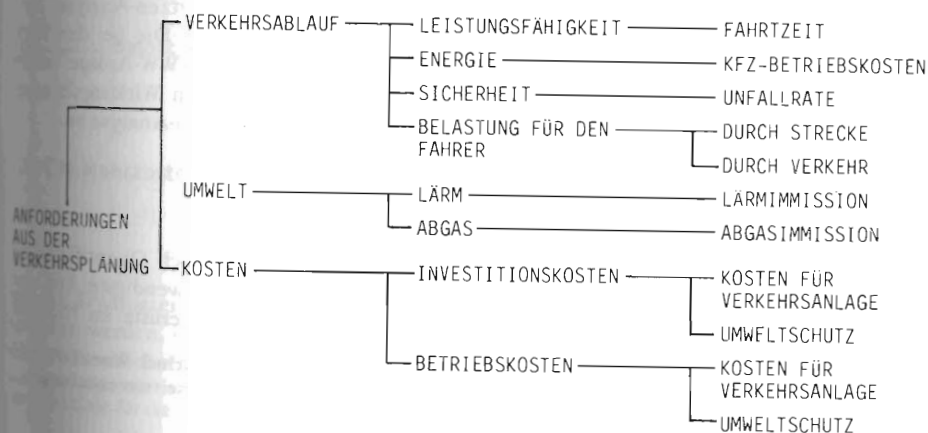 VERKEHRSABLAUF
LEISTUNGSFÄHIGKEIT
FAHRTZEIT
ENERGIE
KFZ-BETRIEBSKOSTEN
SICHERHEIT
UNFALLRATE
BELASTUNG FÜR DEN
FAHRER
DURCH STRECKE
DURCH VERKEHR
UMWELT
LÄRM
LÄRMIMMISSION
ABGAS
ABGASIMMISSION
ANFORDERUNGEN
AUS DER
VERKEHRSPLANUNG
KOSTEN
INVESTITIONSKOSTEN
KOSTEN FÜR
VERKEHRSANLAGE
UMWELTSCHUTZ
BETRIEBSKOSTEN
KOSTEN FÜR
VERKEHRSANLAGE
UMWELTSCHUTZ